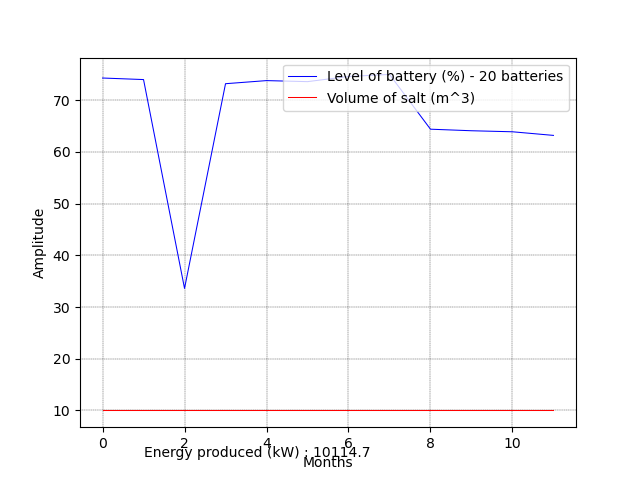 Level of battery (%) - 20 batteries
Volume of salt (m^3)
70
60
50
40
30
20
10
Amplitude
0 2 4 6 8 10
Energy produced (kW) : 10114.7
Months